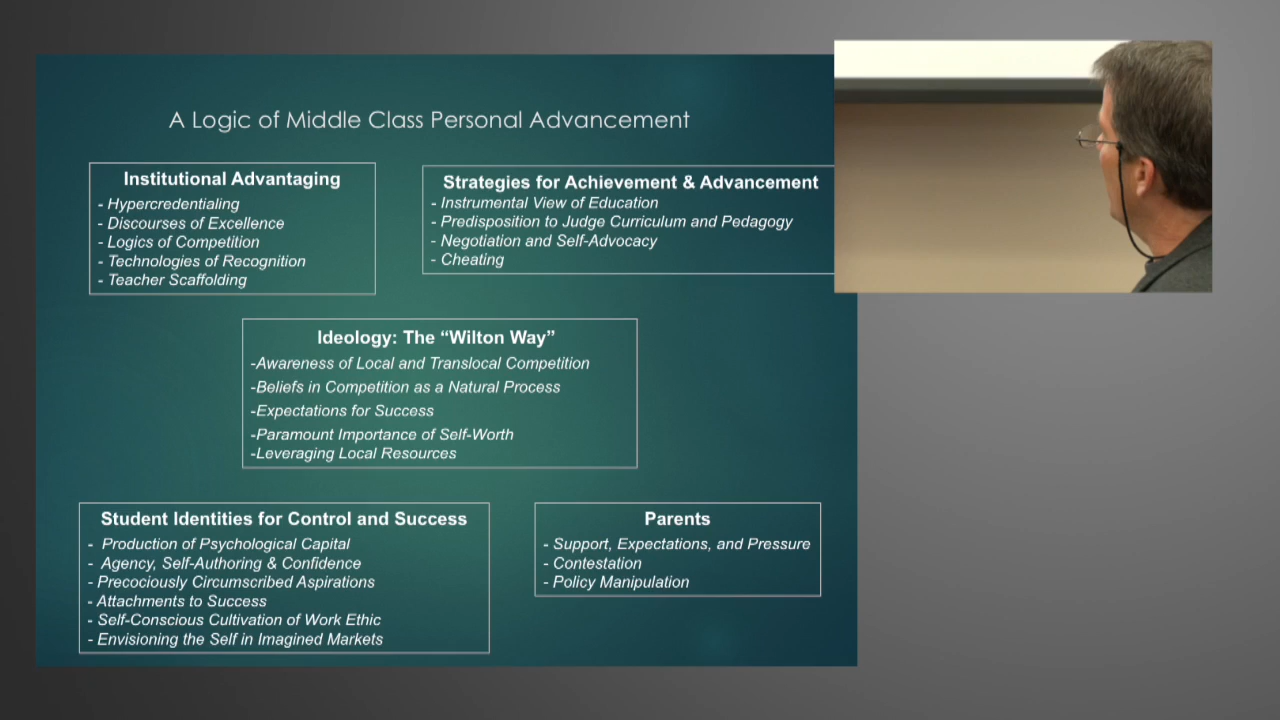 A Logic of Middle Class Personal Advancement
Institutional Advantaging
- Hypercredentialing
- Discourses of Excellence
- Logics of Competition
- Technologies of Recognition
- Teacher Scaffolding
Strategies for Achievement & Advancement
- Instrumental View of Education
- Predisposition to Judge Curriculum and Pedagogy
- Negotiation and Self-Advocacy
- Cheating
Ideology: The “Wilton Way”
-Awareness of Local and Translocal Competition
-Beliefs in Competition as a Natural Process
-Expectations for Success
-Paramount Importance of Self-Worth
-Leveraging Local Resources
Student Identities for Control and Success
- Production of Psychological Capital
- Agency, Self-Authoring & Confidence
- Precociously Circumscribed Aspirations
- Attachments to Success
- Self-Conscious Cultivation of Work Ethic
- Envisioning the Self in Imagined Markets
Parents
- Support, Expectations, and Pressure
- Contestation
- Policy Manipulation